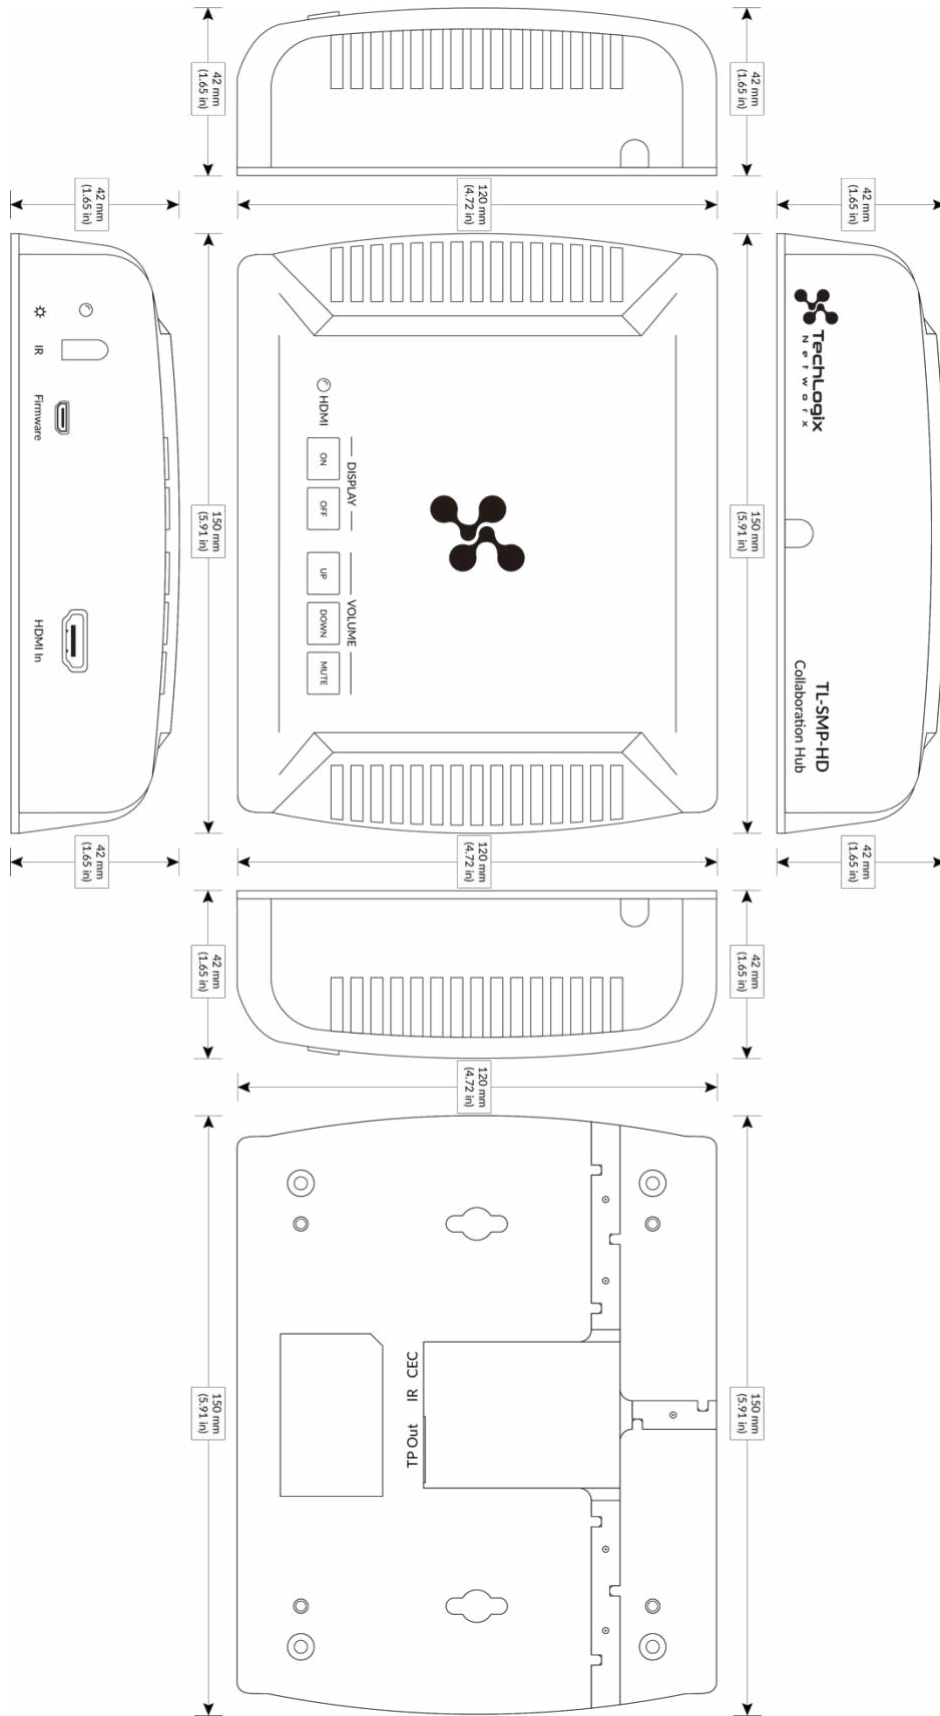 42 mm
(1.65 in)
42 mm
(1.65 in)
TechLogix
Networx
TL-SMP-HD
Collaboration Hub
42 mm
(1.65 in)
150 mm
(5.91 in)
42 mm
(1.65 in)
150 mm
(5.91 in)
120 mm
(4.72 in)
120 mm
(4.72 in)
120 mm
(4.72 in)
CEC IR TP Out
DISPLAY VOLUME
HDMI ON OFF UP DOWN MUTE
42 mm
(1.65 in)
150 mm
(5.91 in)
42 mm
(1.65 in)
150 mm
(5.91 in)
42 mm
(1.65 in)
42 mm
(1.65 in)
IR Firmware HDMI In